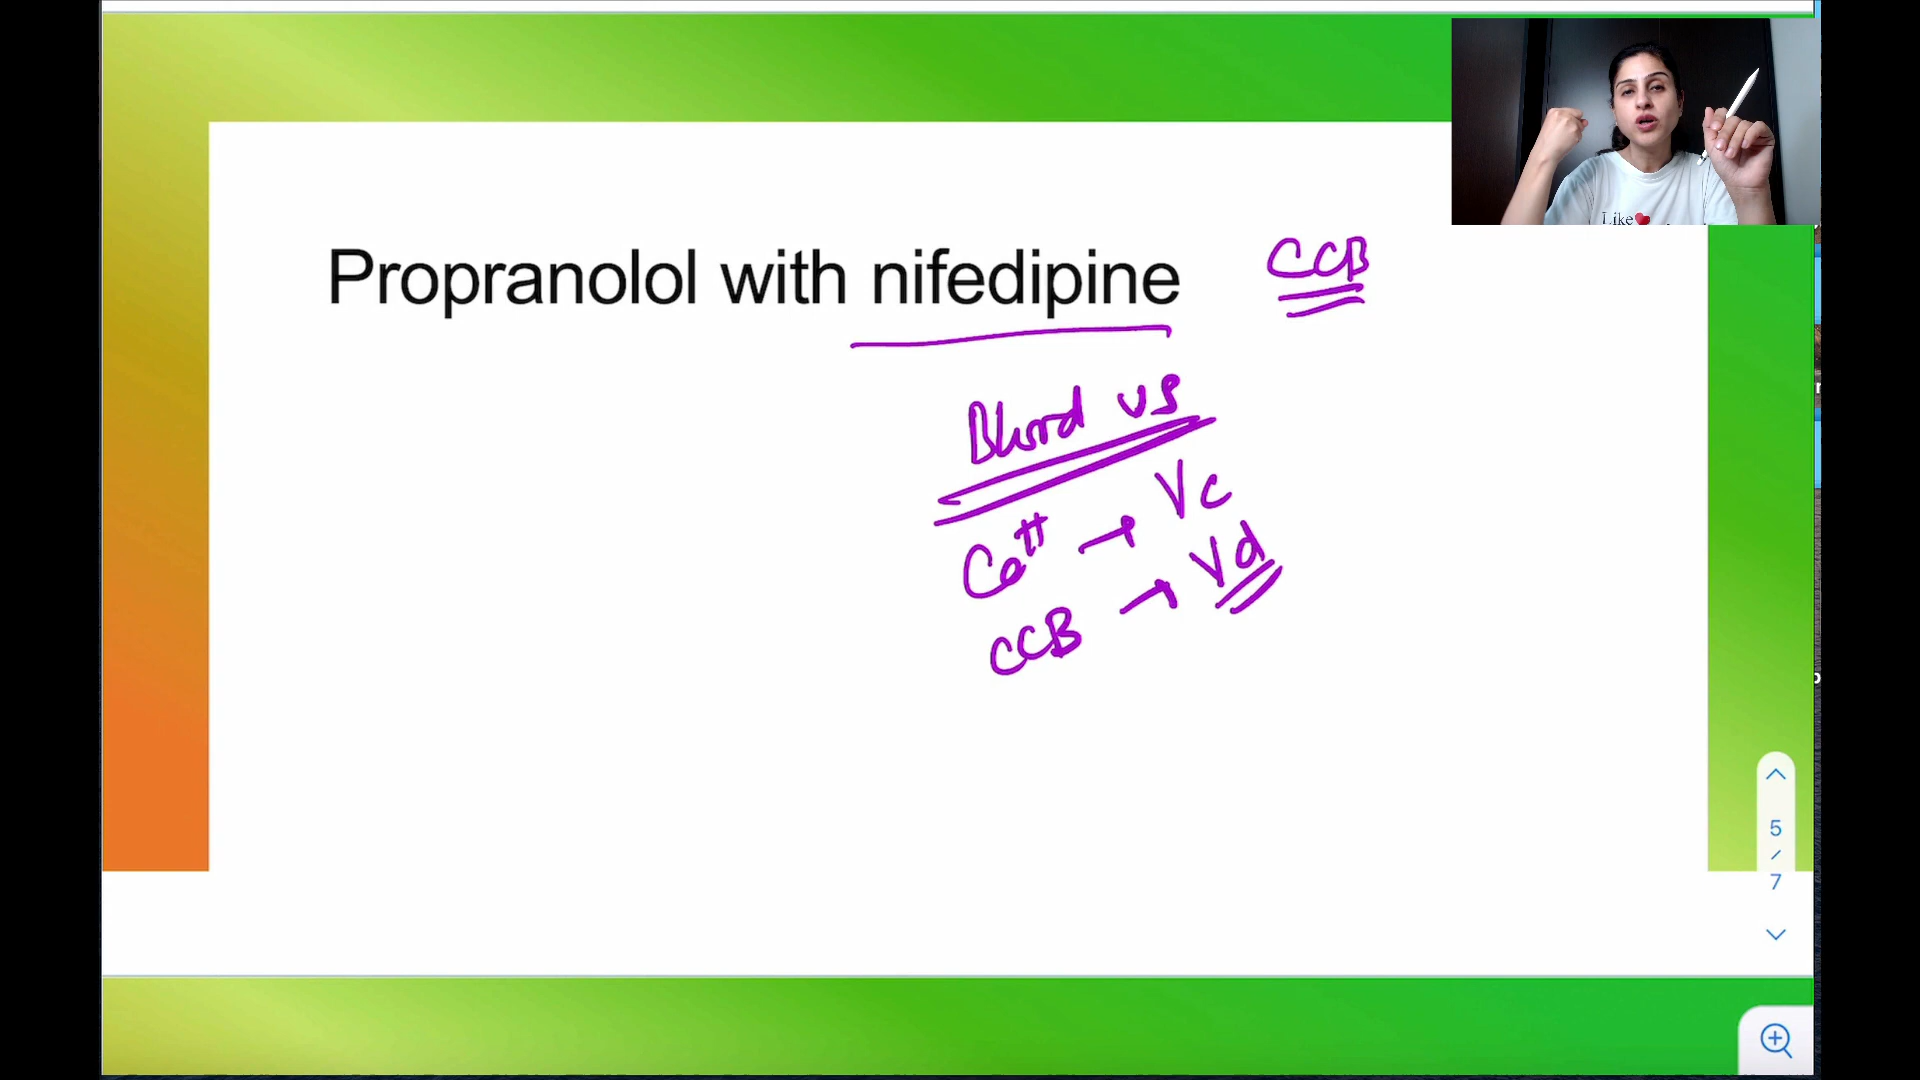 Like
Propranolol with nifedipine CCB
Blood vs
Ca++ → Vc
CCB → Vd
5
/
7